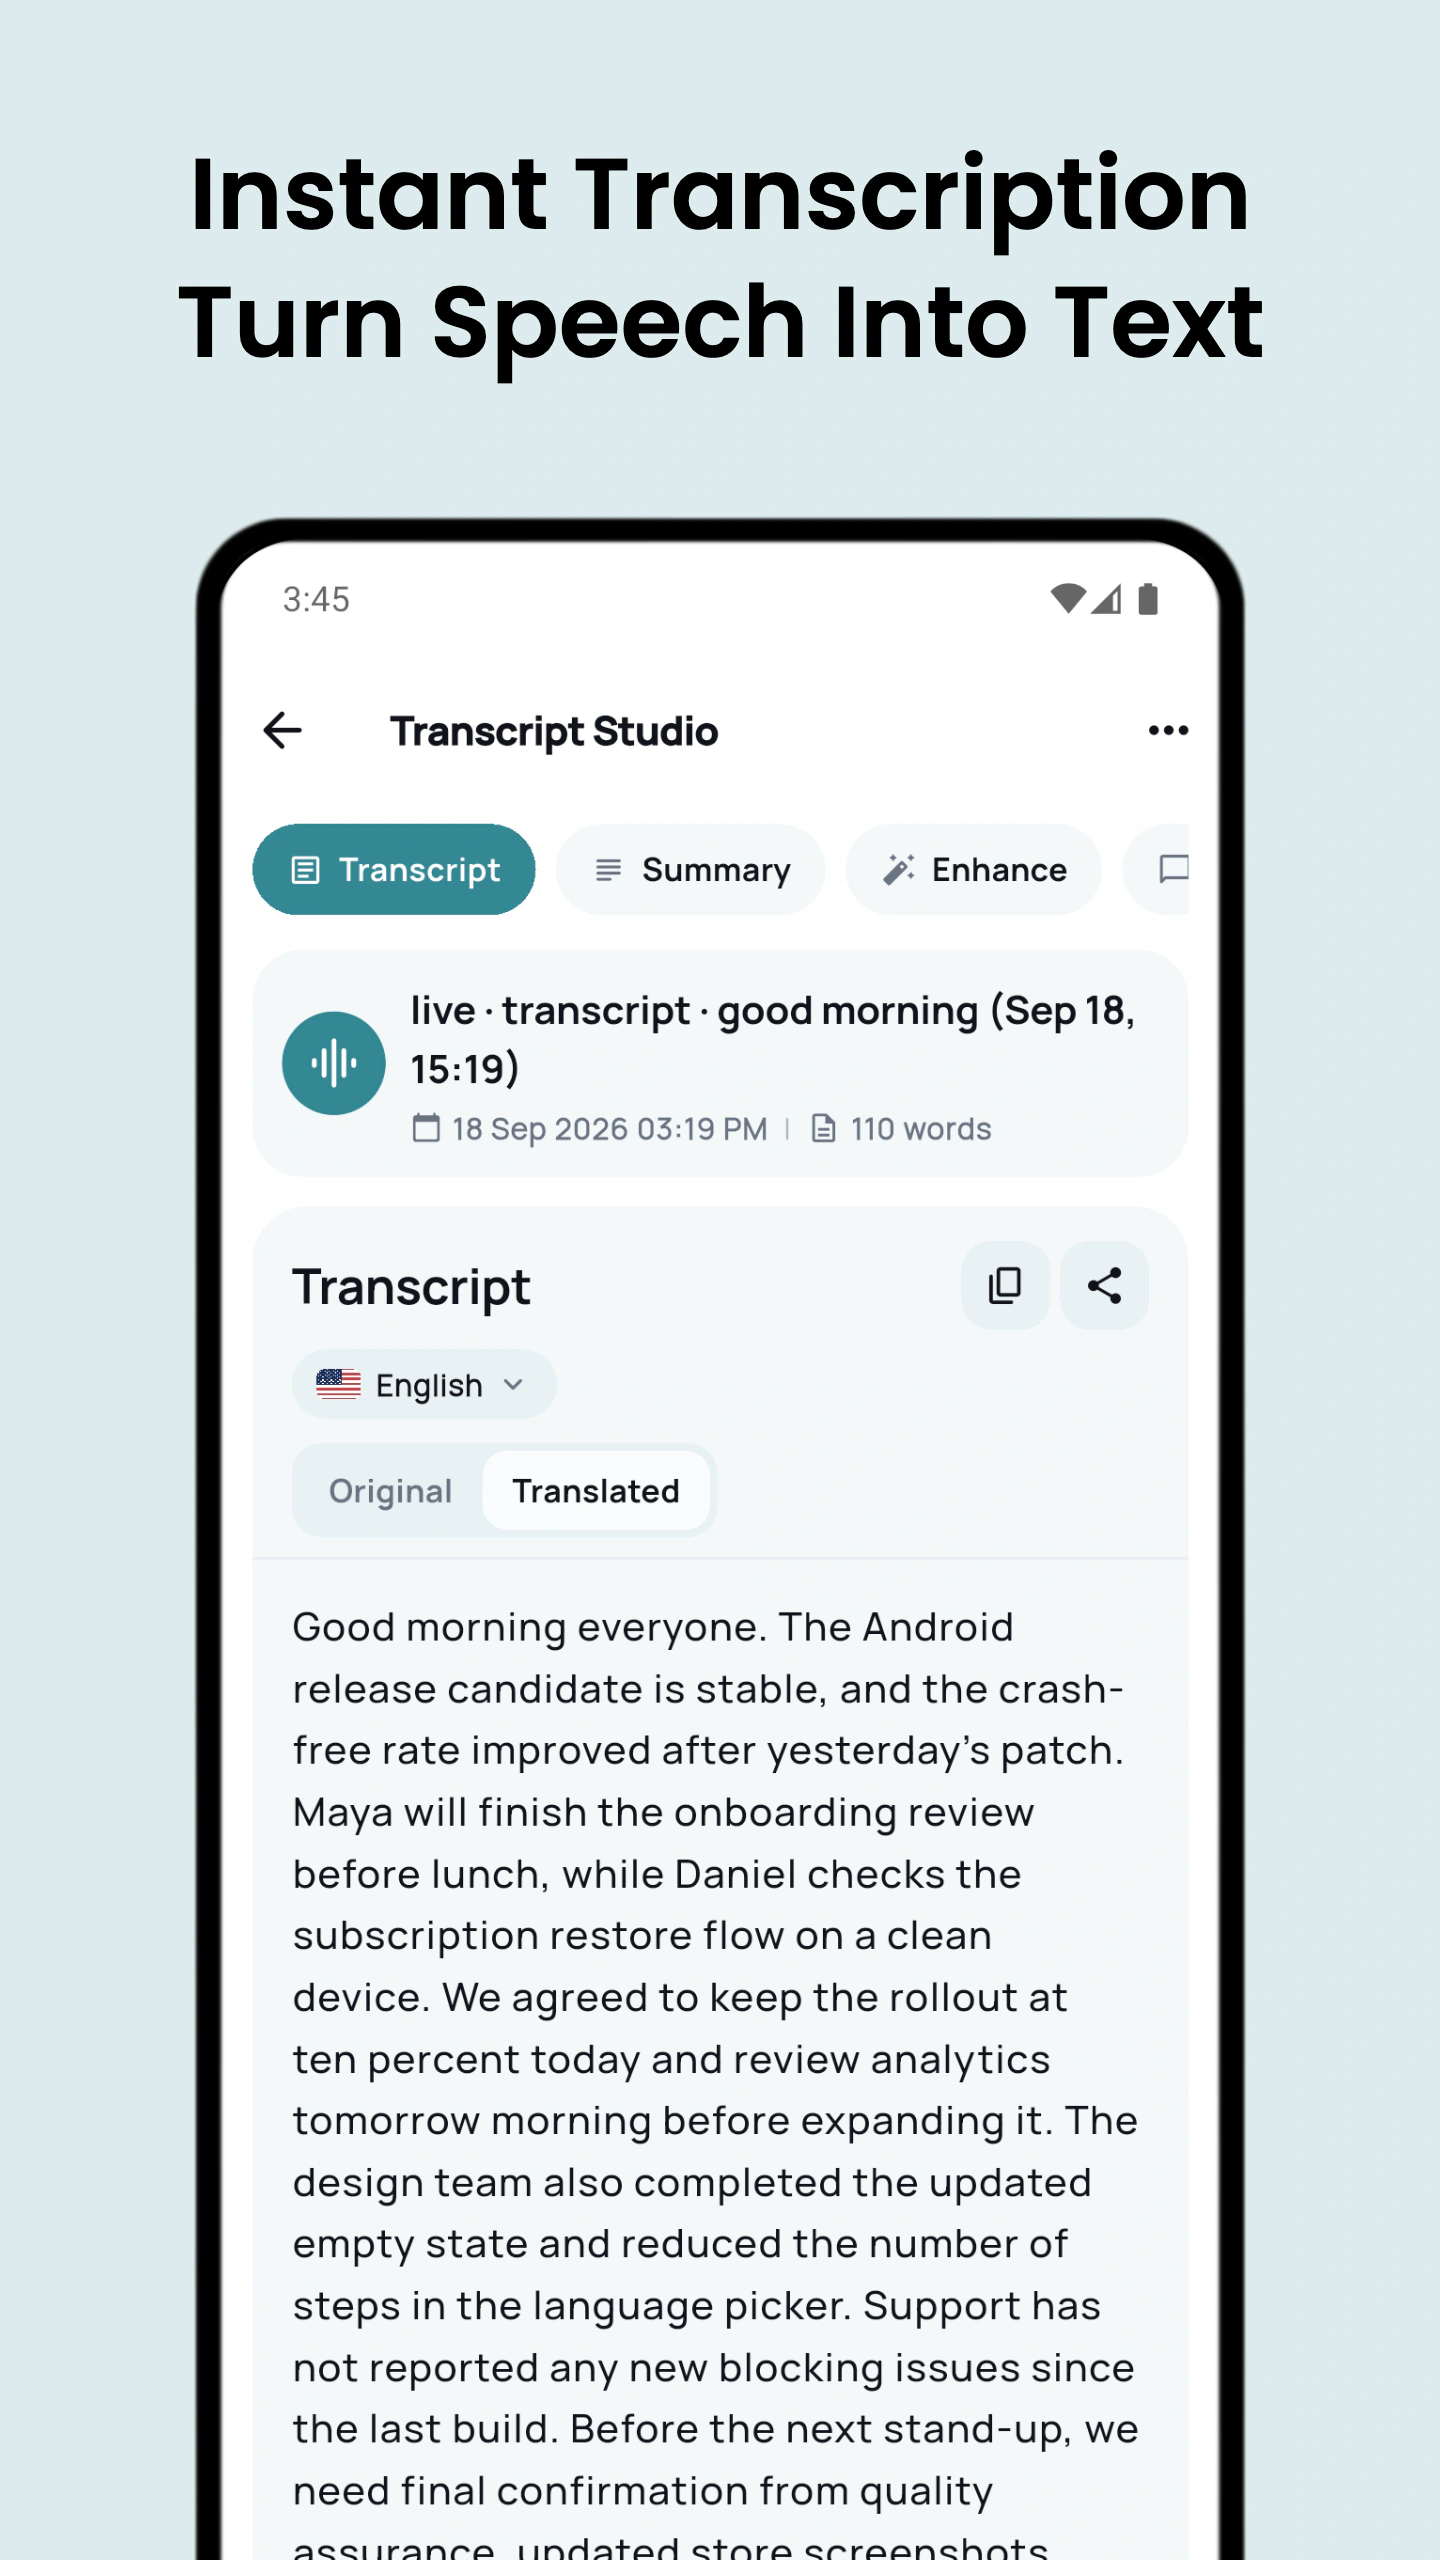 Instant Transcription
Turn Speech Into Text
3:45
Transcript Studio
Transcript
Summary
Enhance
live · transcript · good morning (Sep 18,
15:19)
18 Sep 2026 03:19 PM
110 words
Transcript
English
Original
Translated
Good morning everyone. The Android
release candidate is stable, and the crash-
free rate improved after yesterday’s patch.
Maya will finish the onboarding review
before lunch, while Daniel checks the
subscription restore flow on a clean
device. We agreed to keep the rollout at
ten percent today and review analytics
tomorrow morning before expanding it. The
design team also completed the updated
empty state and reduced the number of
steps in the language picker. Support has
not reported any new blocking issues since
the last build. Before the next stand-up, we
need final confirmation from quality
assurance, updated store screenshots,